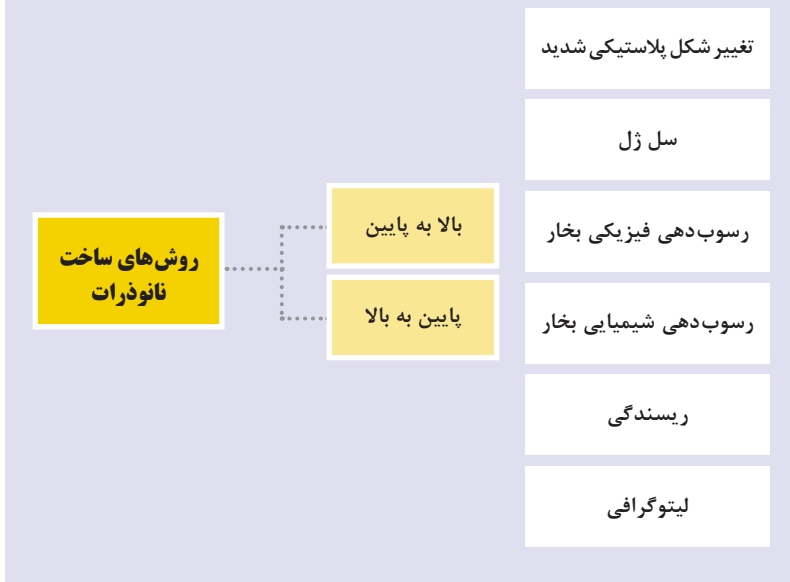 تغییر شکل پلاستیکی شدید
سل ژل
رسوب‌دهی فیزیکی بخار
رسوب‌دهی شیمیایی بخار
ریسندگی
لیتوگرافی
بالا به پایین
پایین به بالا
روش‌های ساخت
نانوذرات